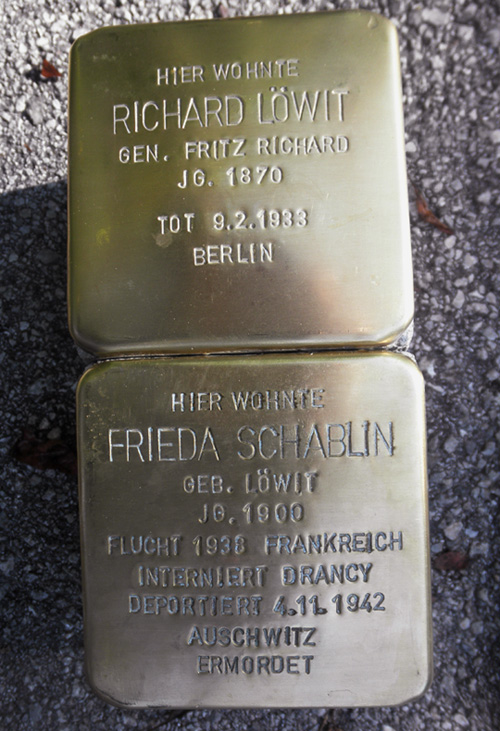 HIER WOHNTE
RICHARD LÖWIT
GEN. FRITZ RICHARD
JG. 1870
TOT 9.2.1933
BERLIN
HIER WOHNTE
FRIEDA SCHABLIN
GEB. LÖWIT
JG. 1900
FLUCHT 1938 FRANKREICH
INTERNIERT DRANCY
DEPORTIERT 4.11.1942
AUSCHWITZ
ERMORDET